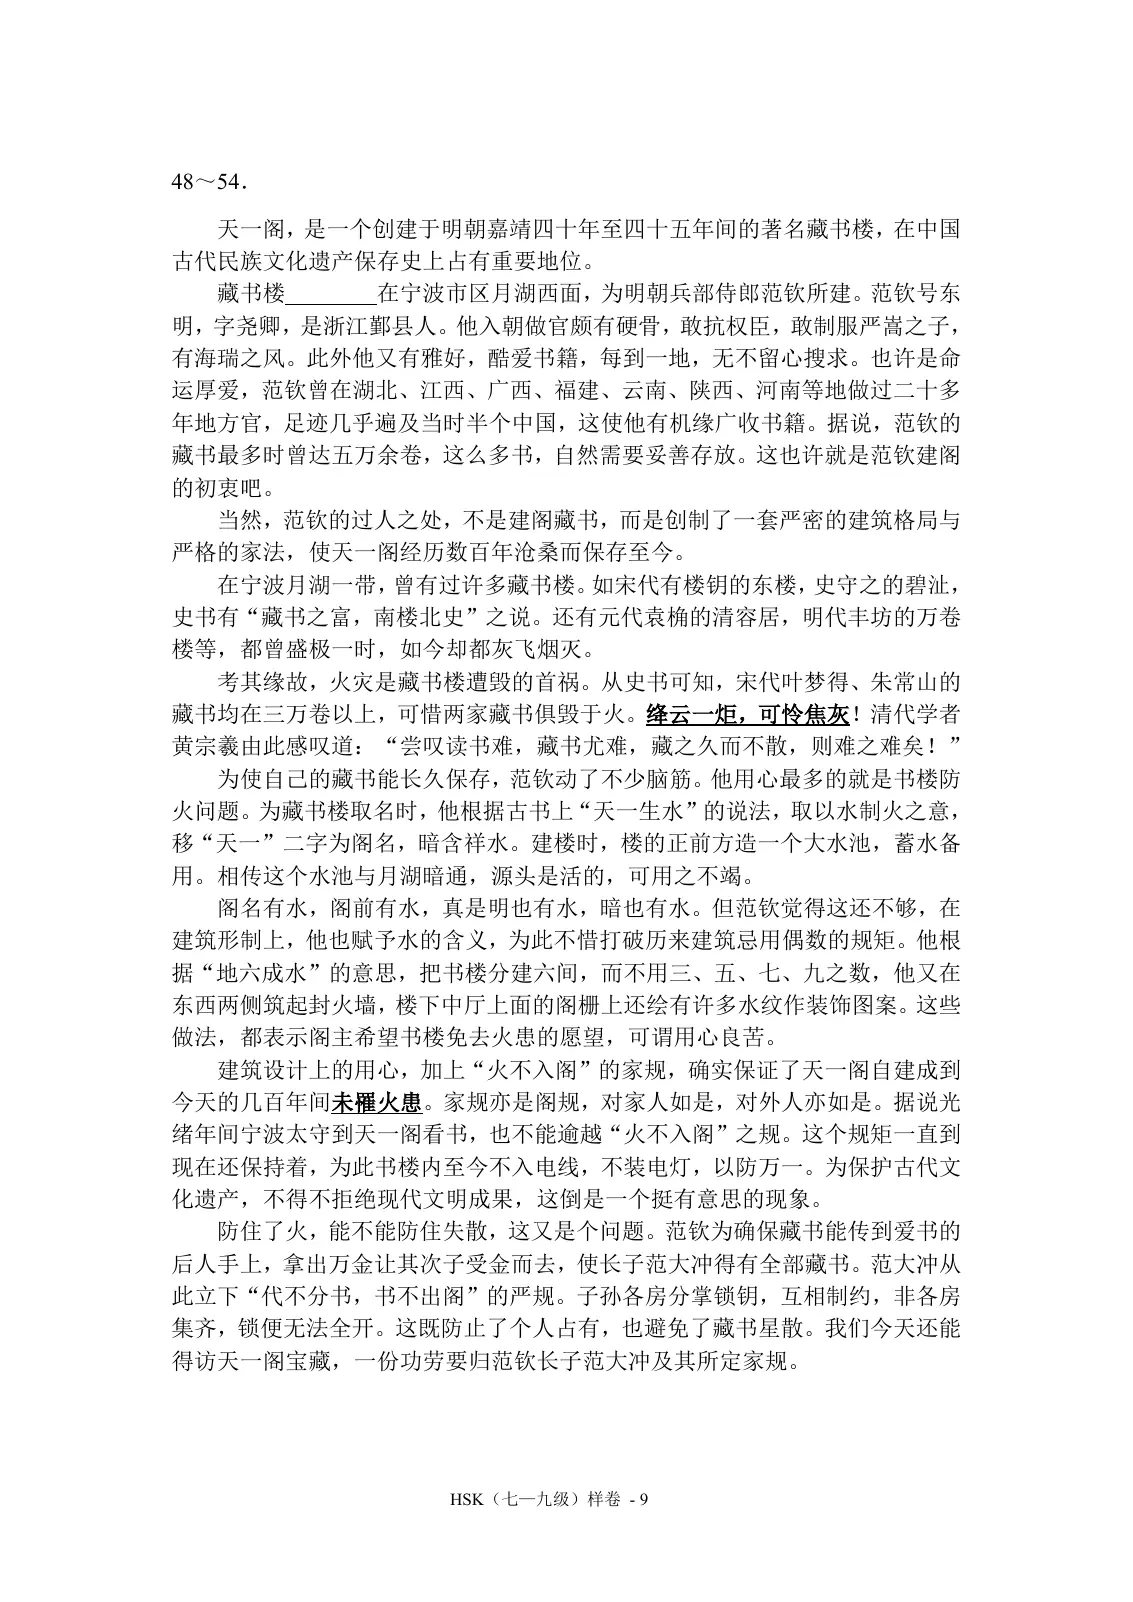 48～54．
天一阁，是一个创建于明朝嘉靖四十年至四十五年间的著名藏书楼，在中国
古代民族文化遗产保存史上占有重要地位。
藏书楼________在宁波市区月湖西面，为明朝兵部侍郎范钦所建。范钦号东
明，字尧卿，是浙江鄞县人。他入朝做官颇有硬骨，敢抗权臣，敢制服严嵩之子，
有海瑞之风。此外他又有雅好，酷爱书籍，每到一地，无不留心搜求。也许是命
运厚爱，范钦曾在湖北、江西、广西、福建、云南、陕西、河南等地做过二十多
年地方官，足迹几乎遍及当时半个中国，这使他有机缘广收书籍。据说，范钦的
藏书最多时曾达五万余卷，这么多书，自然需要妥善存放。这也许就是范钦建阁
的初衷吧。
当然，范钦的过人之处，不是建阁藏书，而是创制了一套严密的建筑格局与
严格的家法，使天一阁经历数百年沧桑而保存至今。
在宁波月湖一带，曾有过许多藏书楼。如宋代有楼钥的东楼，史守之的碧沚，
史书有“藏书之富，南楼北史”之说。还有元代袁桷的清容居，明代丰坊的万卷
楼等，都曾盛极一时，如今却都灰飞烟灭。
考其缘故，火灾是藏书楼遭毁的首祸。从史书可知，宋代叶梦得、朱常山的
藏书均在三万卷以上，可惜两家藏书俱毁于火。绛云一炬，可怜焦灰！清代学者
黄宗羲由此感叹道：“尝叹读书难，藏书尤难，藏之久而不散，则难之难矣！”
为使自己的藏书能长久保存，范钦动了不少脑筋。他用心最多的就是书楼防
火问题。为藏书楼取名时，他根据古书上“天一生水”的说法，取以水制火之意，
移“天一”二字为阁名，暗含祥水。建楼时，楼的正前方造一个大水池，蓄水备
用。相传这个水池与月湖暗通，源头是活的，可用之不竭。
阁名有水，阁前有水，真是明也有水，暗也有水。但范钦觉得这还不够，在
建筑形制上，他也赋予水的含义，为此不惜打破历来建筑忌用偶数的规矩。他根
据“地六成水”的意思，把书楼分建六间，而不用三、五、七、九之数，他又在
东西两侧筑起封火墙，楼下中厅上面的阁栅上还绘有许多水纹作装饰图案。这些
做法，都表示阁主希望书楼免去火患的愿望，可谓用心良苦。
建筑设计上的用心，加上“火不入阁”的家规，确实保证了天一阁自建成到
今天的几百年间未罹火患。家规亦是阁规，对家人如是，对外人亦如是。据说光
绪年间宁波太守到天一阁看书，也不能逾越“火不入阁”之规。这个规矩一直到
现在还保持着，为此书楼内至今不入电线，不装电灯，以防万一。为保护古代文
化遗产，不得不拒绝现代文明成果，这倒是一个挺有意思的现象。
防住了火，能不能防住失散，这又是个问题。范钦为确保藏书能传到爱书的
后人手上，拿出万金让其次子受金而去，使长子范大冲得有全部藏书。范大冲从
此立下“代不分书，书不出阁”的严规。子孙各房分掌锁钥，互相制约，非各房
集齐，锁便无法全开。这既防止了个人占有，也避免了藏书星散。我们今天还能
得访天一阁宝藏，一份功劳要归范钦长子范大冲及其所定家规。
HSK（七—九级）样卷 - 9